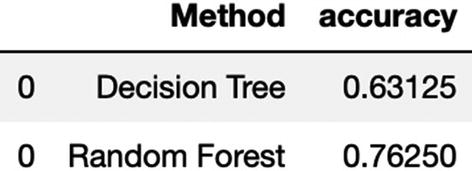 Method accuracy
0 Decision Tree 0.63125
0 Random Forest 0.76250